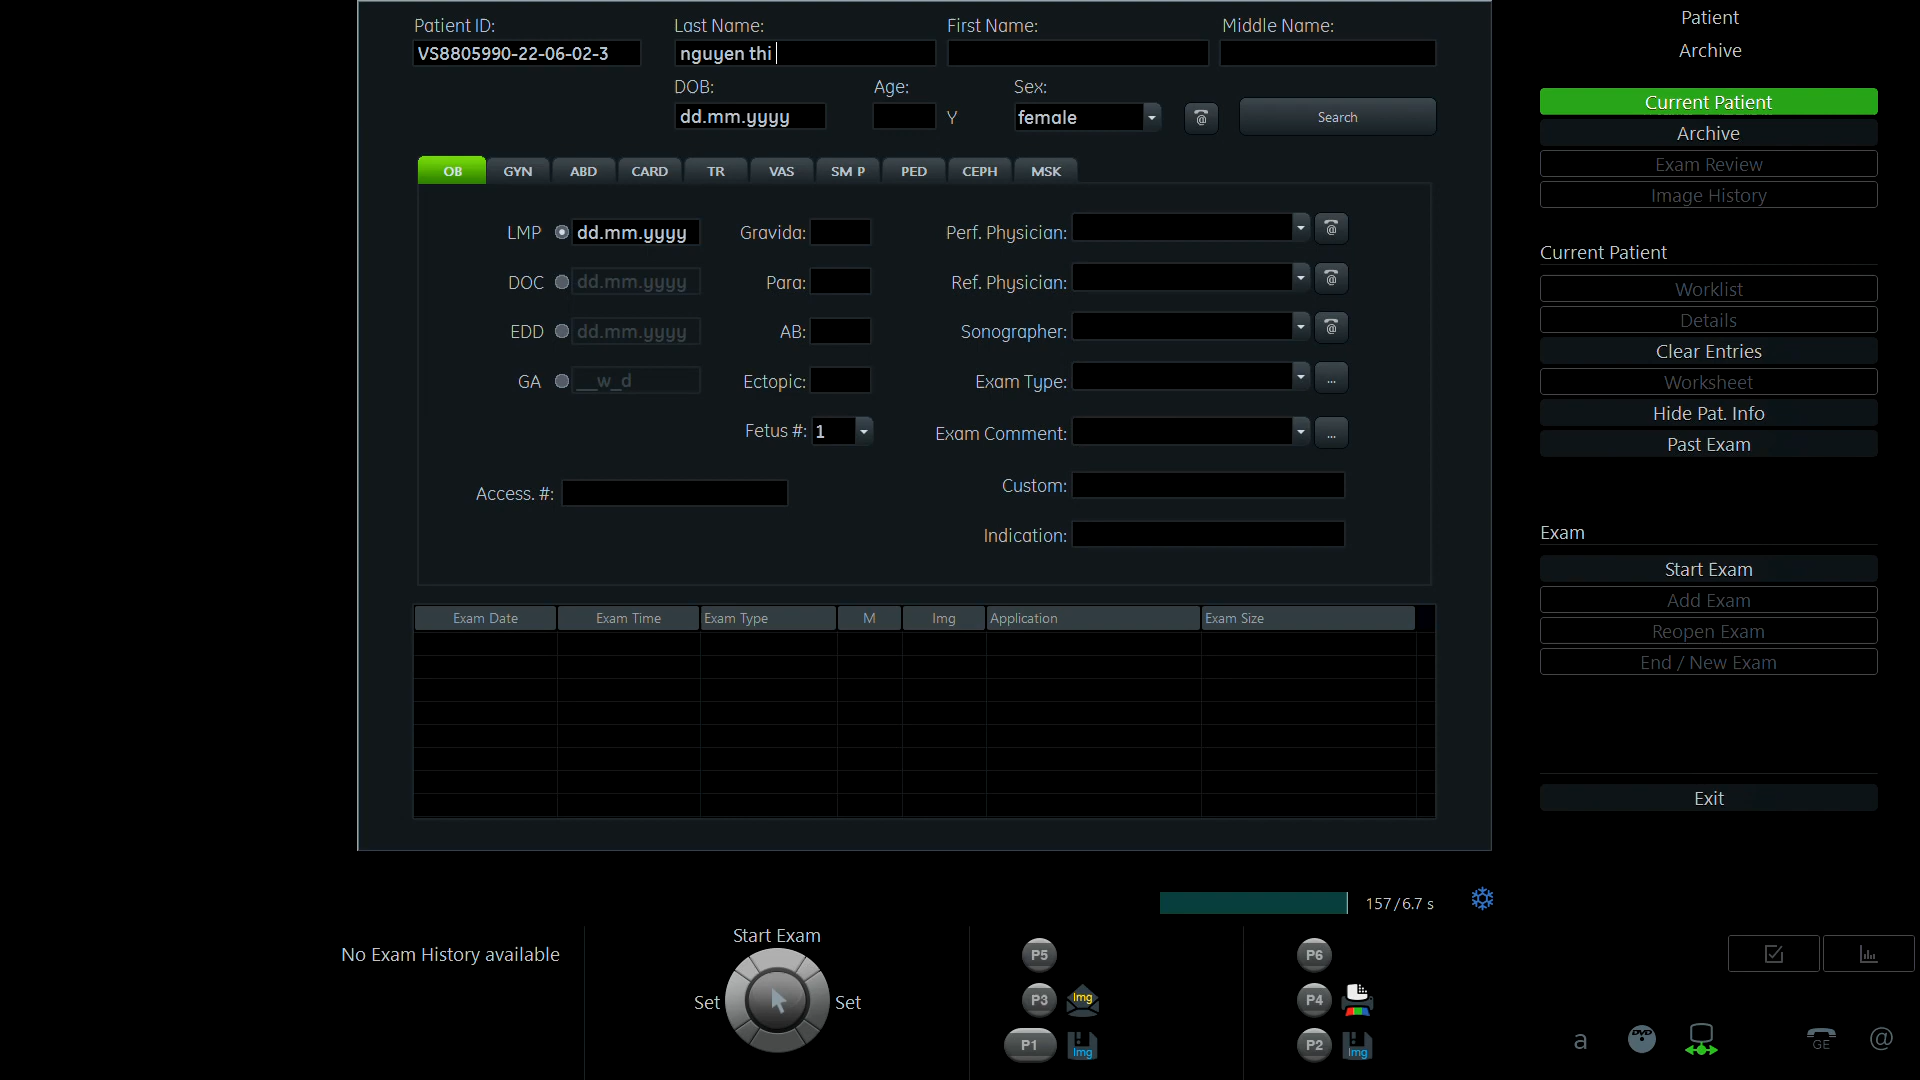 Patient ID: Last Name: First Name: Middle Name:
VS8805990-22-06-02-3 nguyen thi
DOB: Age: Sex:
dd.mm.yyyy Y female @ Search
OB GYN ABD CARD TR VAS SM P PED CEPH MSK
LMP dd.mm.yyyy Gravida: Perf. Physician: @
DOC dd.mm.yyyy Para: Ref. Physician: @
EDD dd.mm.yyyy AB: Sonographer: @
GA __w_d Ectopic: Exam Type: ...
Fetus #: 1 Exam Comment: ...
Access. #: Custom:
Indication:
Exam Date Exam Time Exam Type M Img Application Exam Size
157/6.7 s
No Exam History available
Start Exam
Set Set
P5 P6
P3 Img P4
P1 Img P2 Img
Patient
Archive
Current Patient
Archive
Exam Review
Image History
Current Patient
Worklist
Details
Clear Entries
Worksheet
Hide Pat. Info
Past Exam
Exam
Start Exam
Add Exam
Reopen Exam
End / New Exam
Exit
a DVD GE @